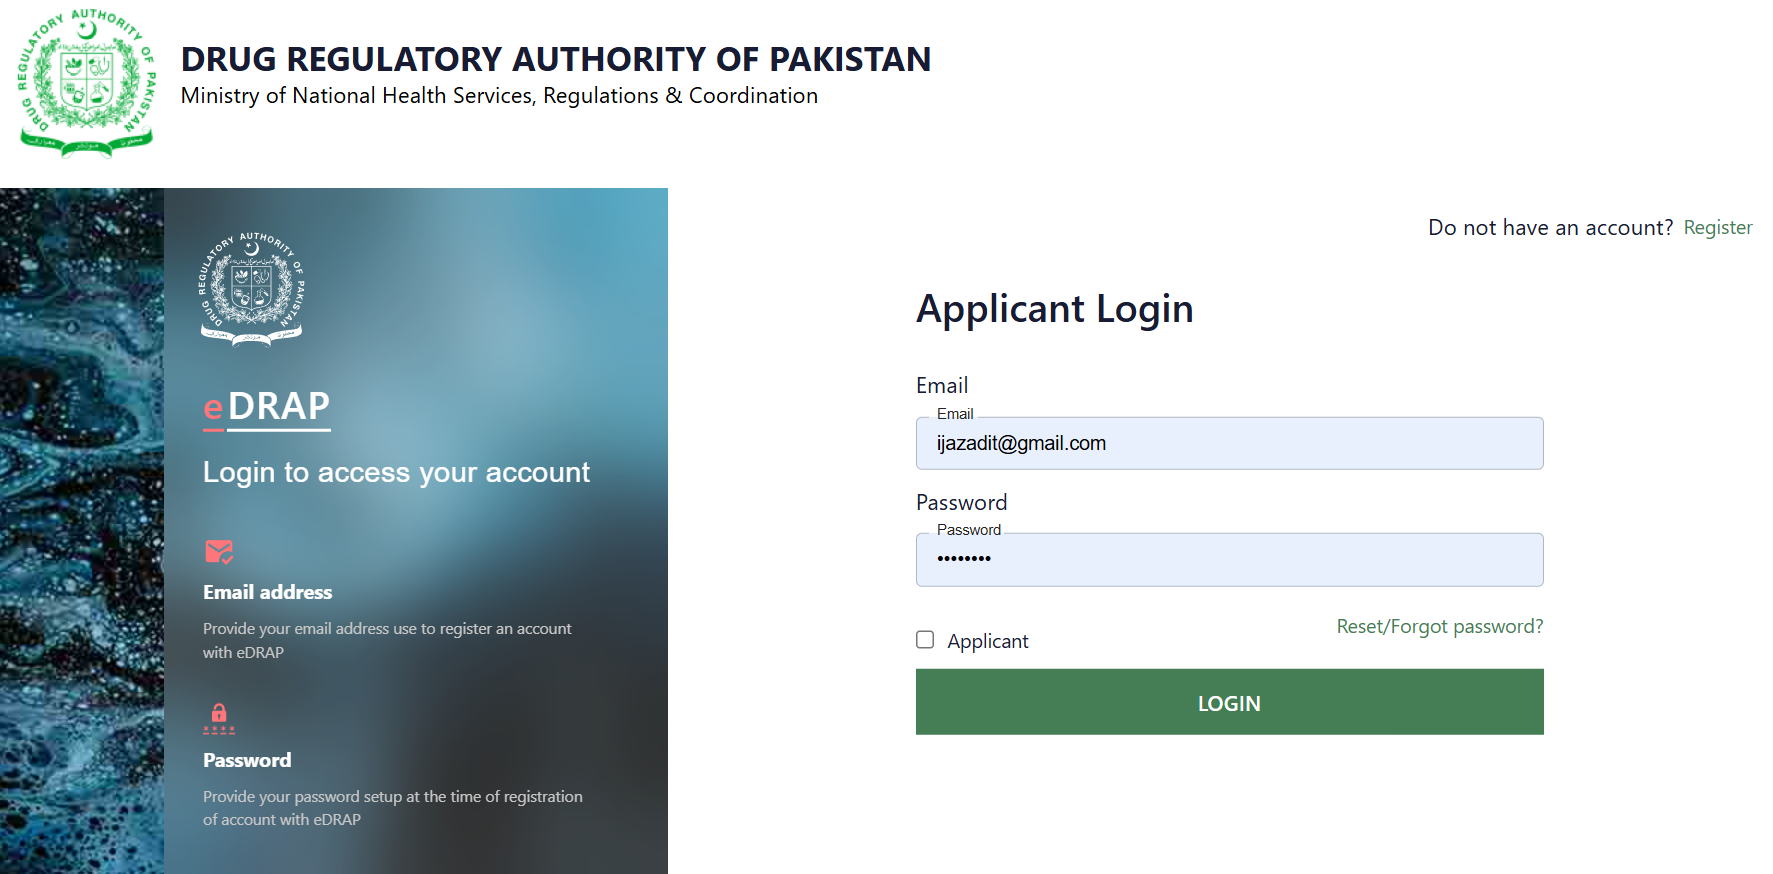 DRUG REGULATORY AUTHORITY OF PAKISTAN
DRUG REGULATORY AUTHORITY OF PAKISTAN
Ministry of National Health Services, Regulations & Coordination
DRUG REGULATORY AUTHORITY OF PAKISTAN
eDRAP
Login to access your account
Email address
Provide your email address use to register an account
with eDRAP
Password
Provide your password setup at the time of registration
of account with eDRAP
Do not have an account? Register
Applicant Login
Email
Email
ijazadit@gmail.com
Password
Password
••••••••
Applicant
Reset/Forgot password?
LOGIN